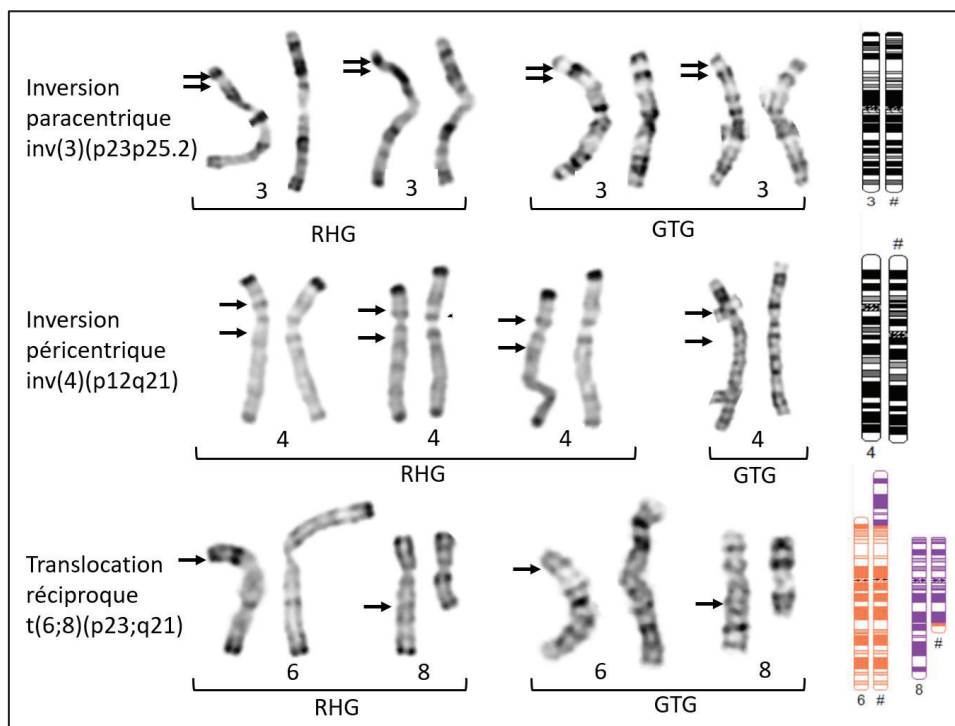 Inversion
paracentrique
inv(3)(p23p25.2)
3
3
RHG
3
3
GTG
3 #
Inversion
péricentrique
inv(4)(p12q21)
4
4
4
RHG
4
GTG
#
4
Translocation
réciproque
t(6;8)(p23;q21)
6
8
RHG
6
8
GTG
6 #
8
#